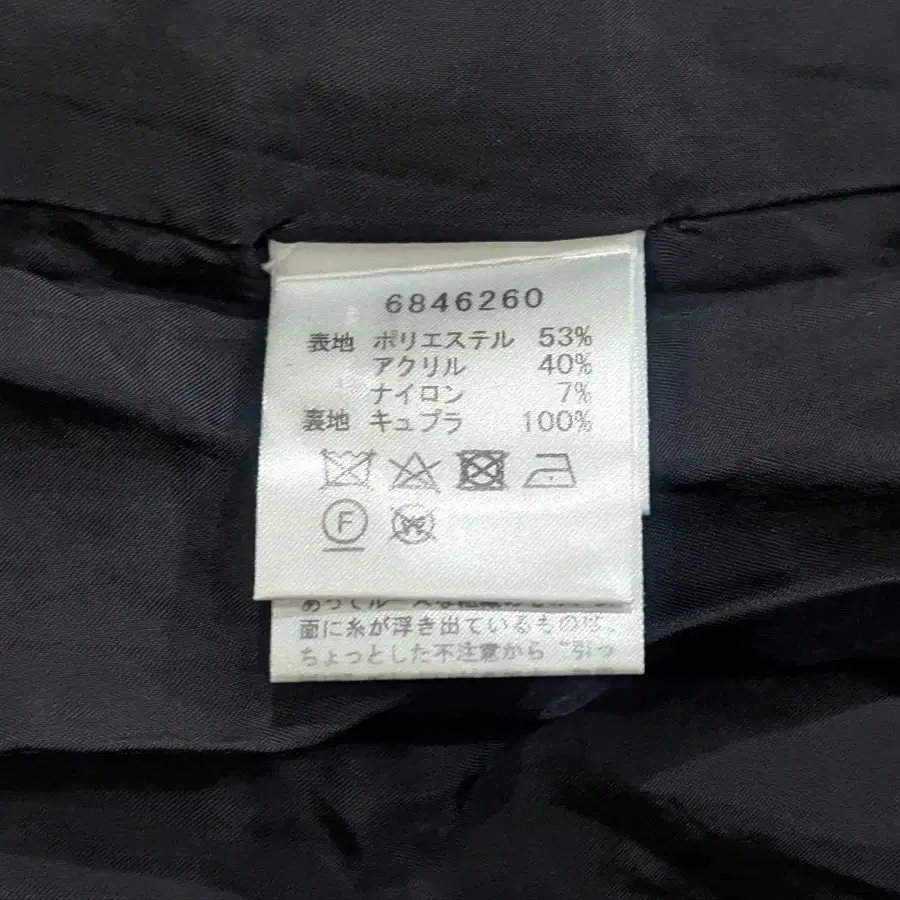 6846260
表地 ポリエステル 53%
アクリル 40%
ナイロン 7%
裏地 キュプラ 100%
F
W
面に糸が浮き出ているものは、
ちょっとした不注意から "引っ